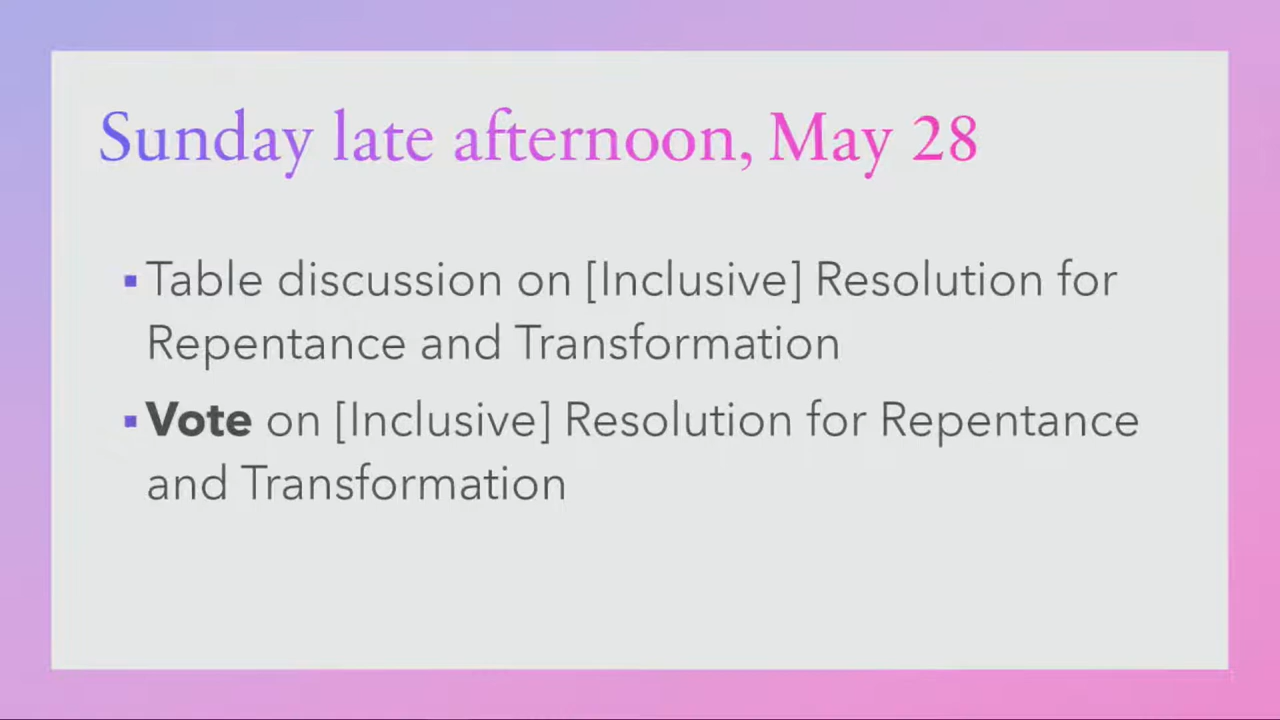 Sunday late afternoon, May 28
▪Table discussion on [Inclusive] Resolution for
Repentance and Transformation
▪Vote on [Inclusive] Resolution for Repentance
and Transformation